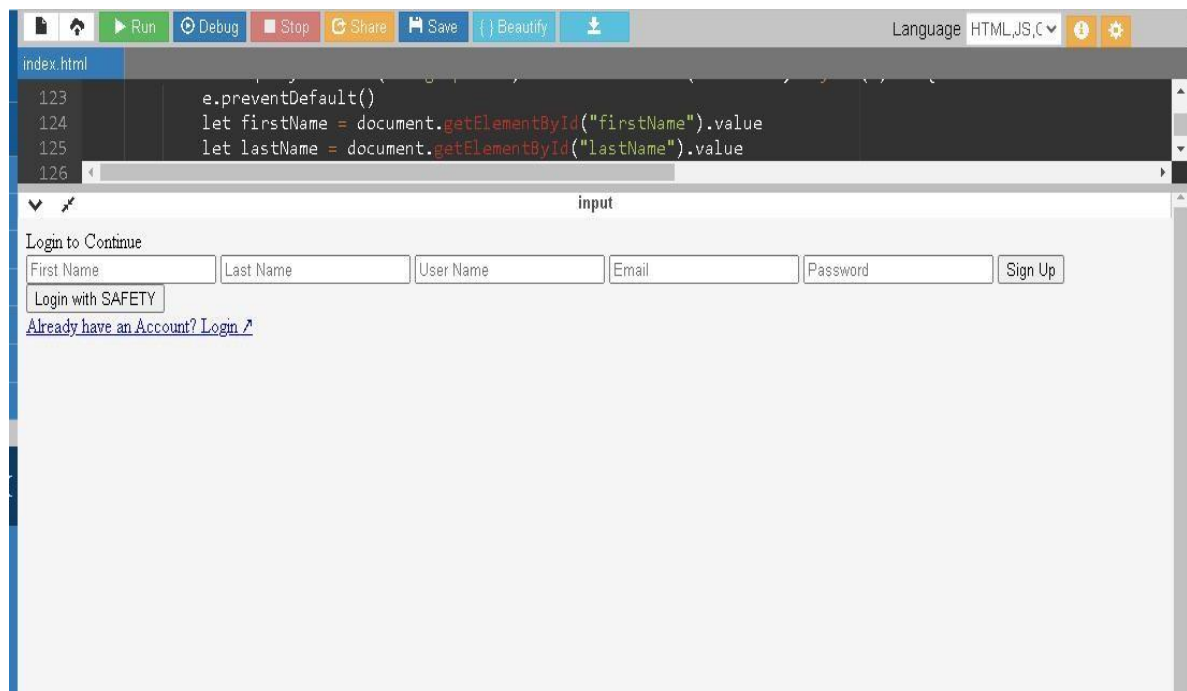 Run Debug Stop Share Save { } Beautify Language HTML,JS,C
index.html
123 e.preventDefault()
124 let firstName = document.getElementById("firstName").value
125 let lastName = document.getElementById("lastName").value
126
input
Login to Continue
First Name Last Name User Name Email Password Sign Up
Login with SAFETY
Already have an Account? Login ↗